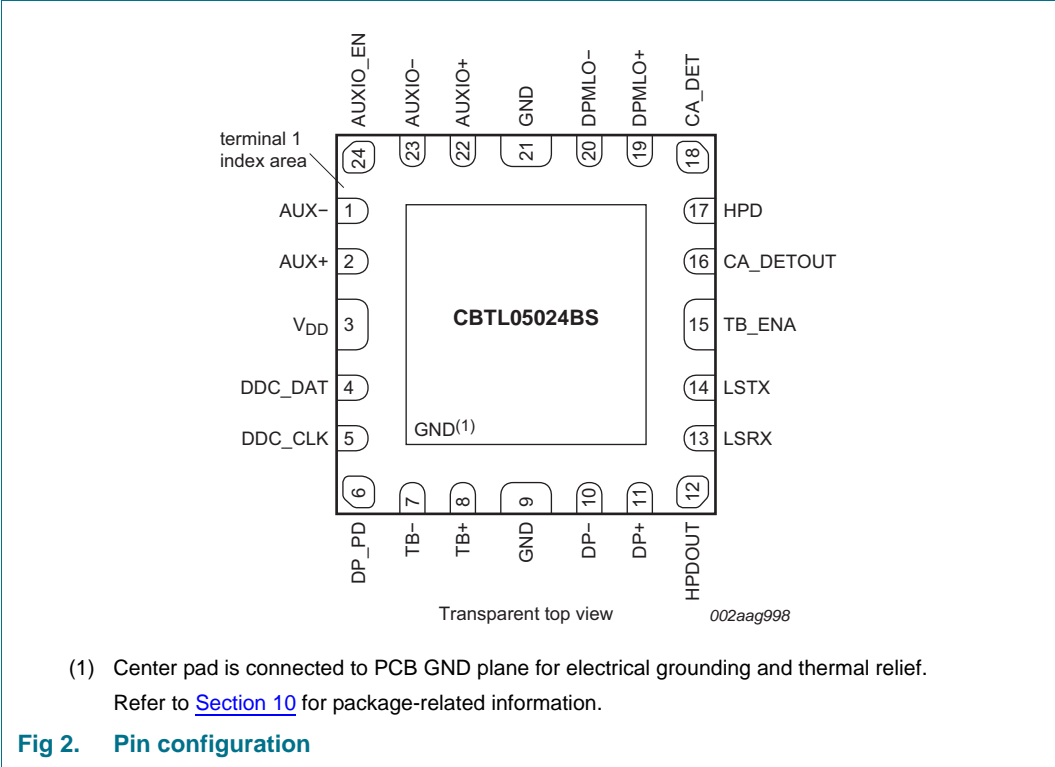 AUXIO_EN
AUXIO−
AUXIO+
GND
DPMLO−
DPMLO+
CA_DET
terminal 1
index area
24 23 22 21 20 19 18
AUX− 1 17 HPD
AUX+ 2 16 CA_DETOUT
VDD 3 CBTL05024BS 15 TB_ENA
DDC_DAT 4 14 LSTX
DDC_CLK 5 GND(1) 13 LSRX
6 7 8 9 10 11 12
DP_PD
TB−
TB+
GND
DP−
DP+
HPDOUT
Transparent top view
002aag998
(1) Center pad is connected to PCB GND plane for electrical grounding and thermal relief.
Refer to Section 10 for package-related information.
Fig 2. Pin configuration